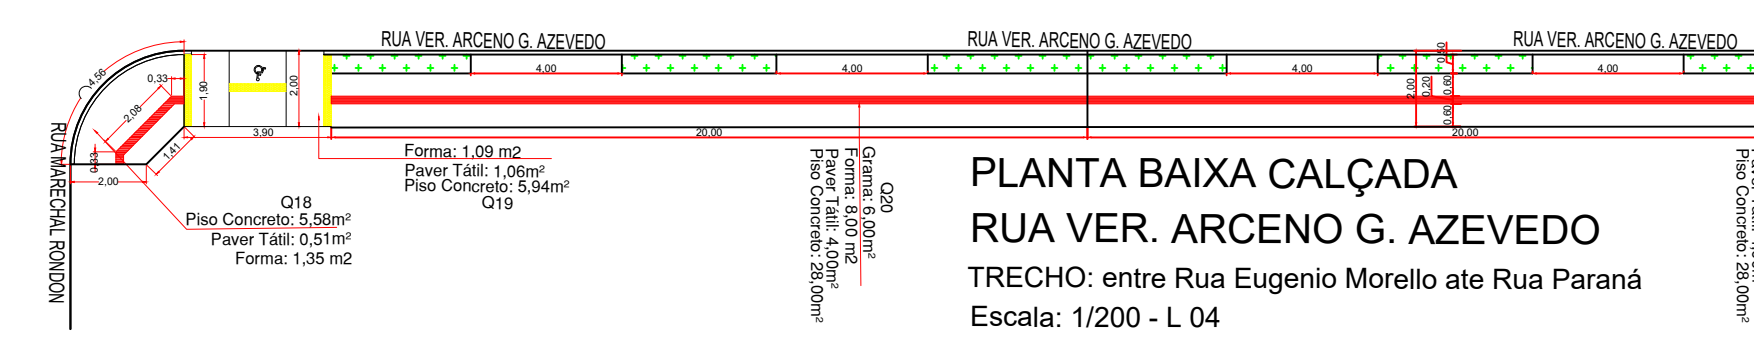 RUA VER. ARCENO G. AZEVEDO
RUA VER. ARCENO G. AZEVEDO
RUA VER. ARCENO G. AZEVEDO
4,56
0,33
1,90
2,00
4,00
4,00
4,00
4,00
0,50
2,00
0,20
0,60
0,60
2,08
1,41
0,33
2,00
3,90
20,00
20,00
RUA MARECHAL RONDON
Forma: 1,09 m2
Paver Tátil: 1,06m²
Piso Concreto: 5,94m²
Q19
Q18
Piso Concreto: 5,58m²
Paver Tátil: 0,51m²
Forma: 1,35 m2
Q20
Grama: 6,00m²
Forma: 8,00 m2
Paver Tátil: 4,00m²
Piso Concreto: 28,00m²
PLANTA BAIXA CALÇADA
RUA VER. ARCENO G. AZEVEDO
TRECHO: entre Rua Eugenio Morello ate Rua Paraná
Escala: 1/200 - L 04
Piso Concreto: 28,00m²